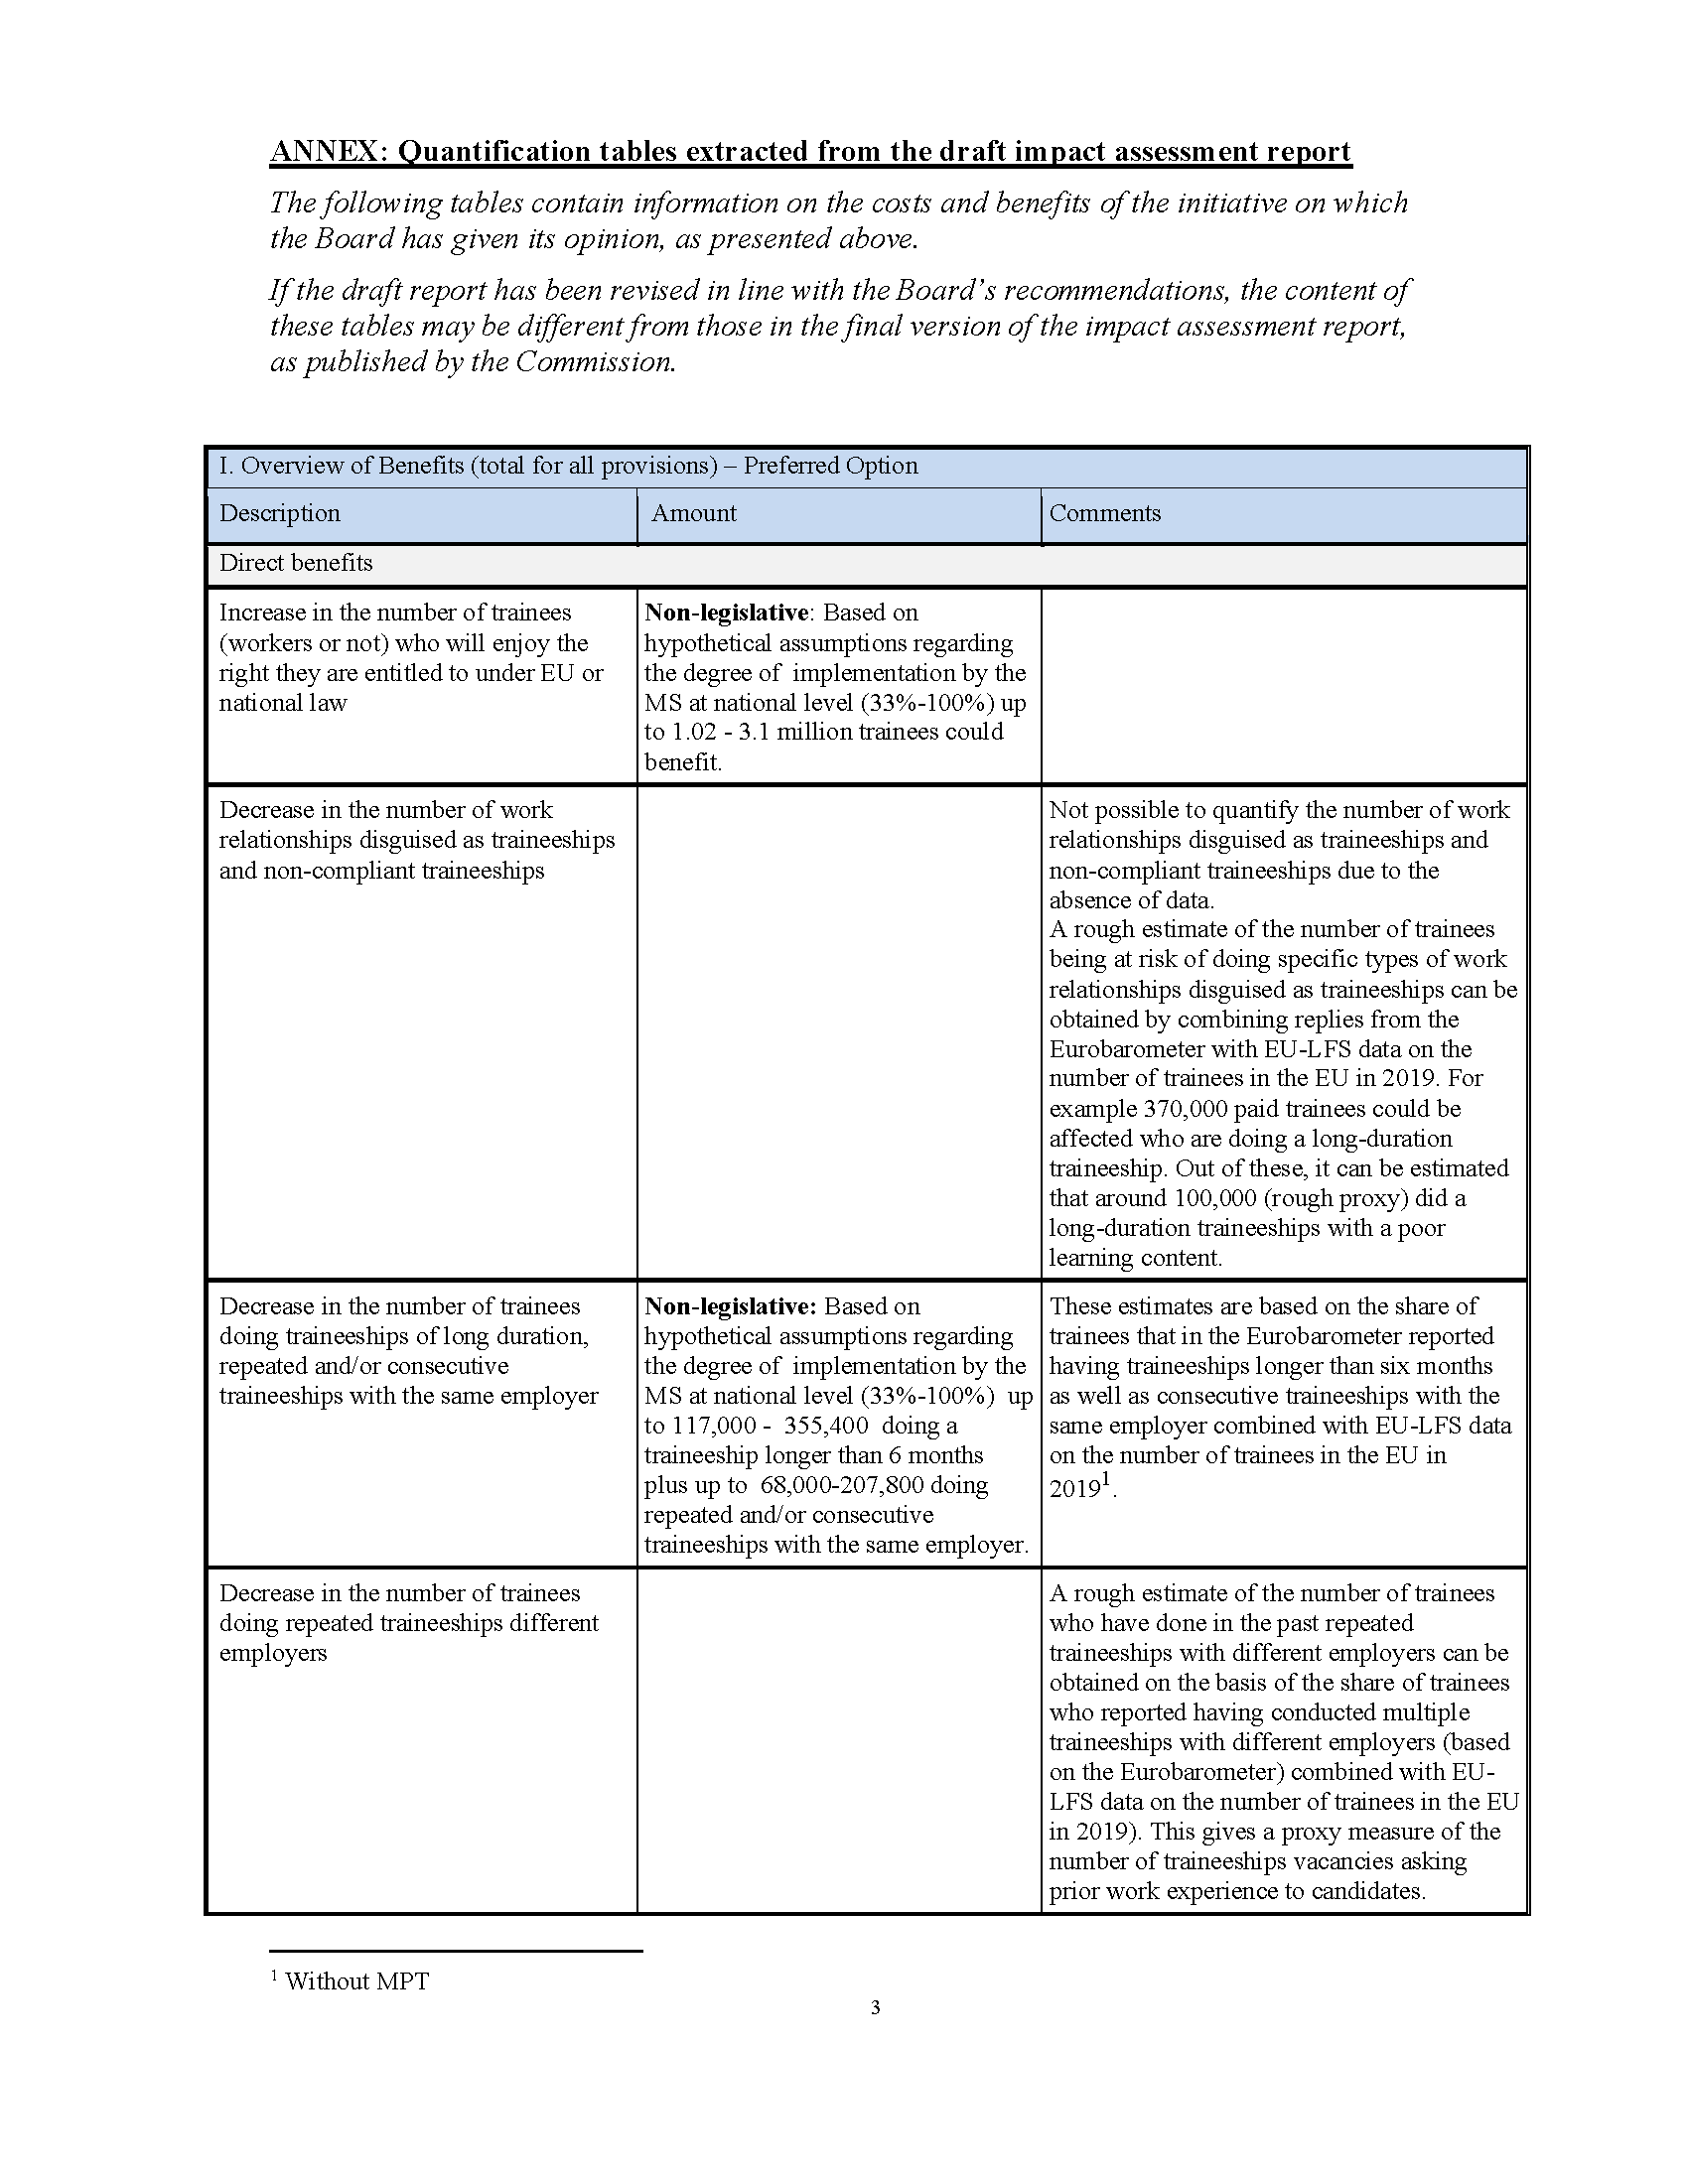 ANNEX: Quantification tables extracted from the draft impact assessment report
The following tables contain information on the costs and benefits of the initiative on which
the Board has given its opinion, as presented above.
If the draft report has been revised in line with the Board’s recommendations, the content of
these tables may be different from those in the final version of the impact assessment report,
as published by the Commission.
I. Overview of Benefits (total for all provisions) – Preferred Option
Description
Amount
Comments
Direct benefits
Increase in the number of trainees
(workers or not) who will enjoy the
right they are entitled to under EU or
national law
Non-legislative: Based on
hypothetical assumptions regarding
the degree of implementation by the
MS at national level (33%-100%) up
to 1.02 - 3.1 million trainees could
benefit.
Decrease in the number of work
relationships disguised as traineeships
and non-compliant traineeships
Not possible to quantify the number of work
relationships disguised as traineeships and
non-compliant traineeships due to the
absence of data.
A rough estimate of the number of trainees
being at risk of doing specific types of work
relationships disguised as traineeships can be
obtained by combining replies from the
Eurobarometer with EU-LFS data on the
number of trainees in the EU in 2019. For
example 370,000 paid trainees could be
affected who are doing a long-duration
traineeship. Out of these, it can be estimated
that around 100,000 (rough proxy) did a
long-duration traineeships with a poor
learning content.
Decrease in the number of trainees
doing traineeships of long duration,
repeated and/or consecutive
traineeships with the same employer
Non-legislative: Based on
hypothetical assumptions regarding
the degree of implementation by the
MS at national level (33%-100%) up
to 117,000 - 355,400 doing a
traineeship longer than 6 months
plus up to 68,000-207,800 doing
repeated and/or consecutive
traineeships with the same employer.
These estimates are based on the share of
trainees that in the Eurobarometer reported
having traineeships longer than six months
as well as consecutive traineeships with the
same employer combined with EU-LFS data
on the number of trainees in the EU in
2019¹.
Decrease in the number of trainees
doing repeated traineeships different
employers
A rough estimate of the number of trainees
who have done in the past repeated
traineeships with different employers can be
obtained on the basis of the share of trainees
who reported having conducted multiple
traineeships with different employers (based
on the Eurobarometer) combined with EU-
LFS data on the number of trainees in the EU
in 2019). This gives a proxy measure of the
number of traineeships vacancies asking
prior work experience to candidates.
¹ Without MPT
3